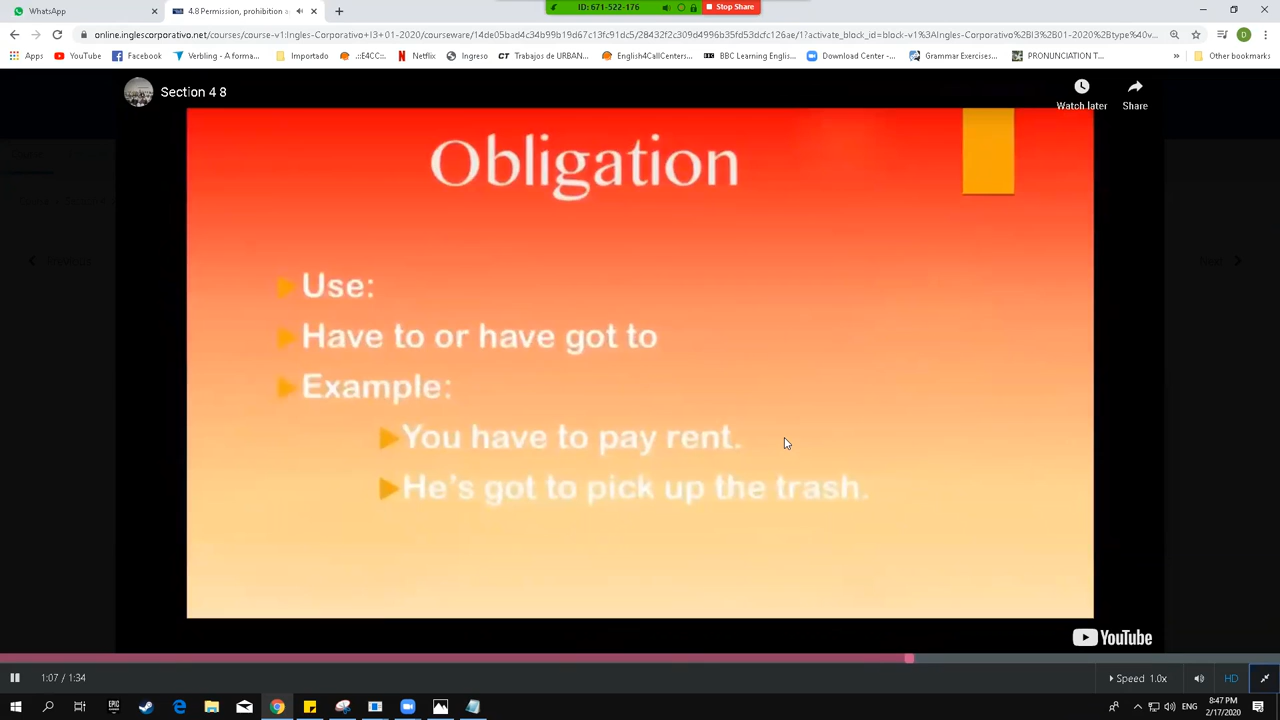 WhatsApp
4.8 Permission, prohibition a
ID: 671-522-176
Stop Share
online.inglescorporativo.net/courses/course-v1:Ingles-Corporativo+I3+01-2020/courseware/14de05bad4c34b99b19d67c13fc91dc5/28432f2c309d4996b35fd53dfc126ae/1?activate_block_id=block-v1%3AIngles-Corporativo%2BI3%2B01-2020%2Btype%40v...
Apps
YouTube
Facebook
Verbling - A forma...
Importado
.::E4CC::.
Netflix
Ingreso
CT Trabajos de URBAN...
English4CallCenters...
BBC Learning Englis...
Download Center -...
Grammar Exercises...
PRONUNCIATION T...
Other bookmarks
Section 4 8
Watch later
Share
Obligation
Use:
Have to or have got to
Example:
You have to pay rent.
He's got to pick up the trash.
Previous
Next
YouTube
1:07 / 1:34
Speed 1.0x
HD
ENG
8:47 PM
2/17/2020